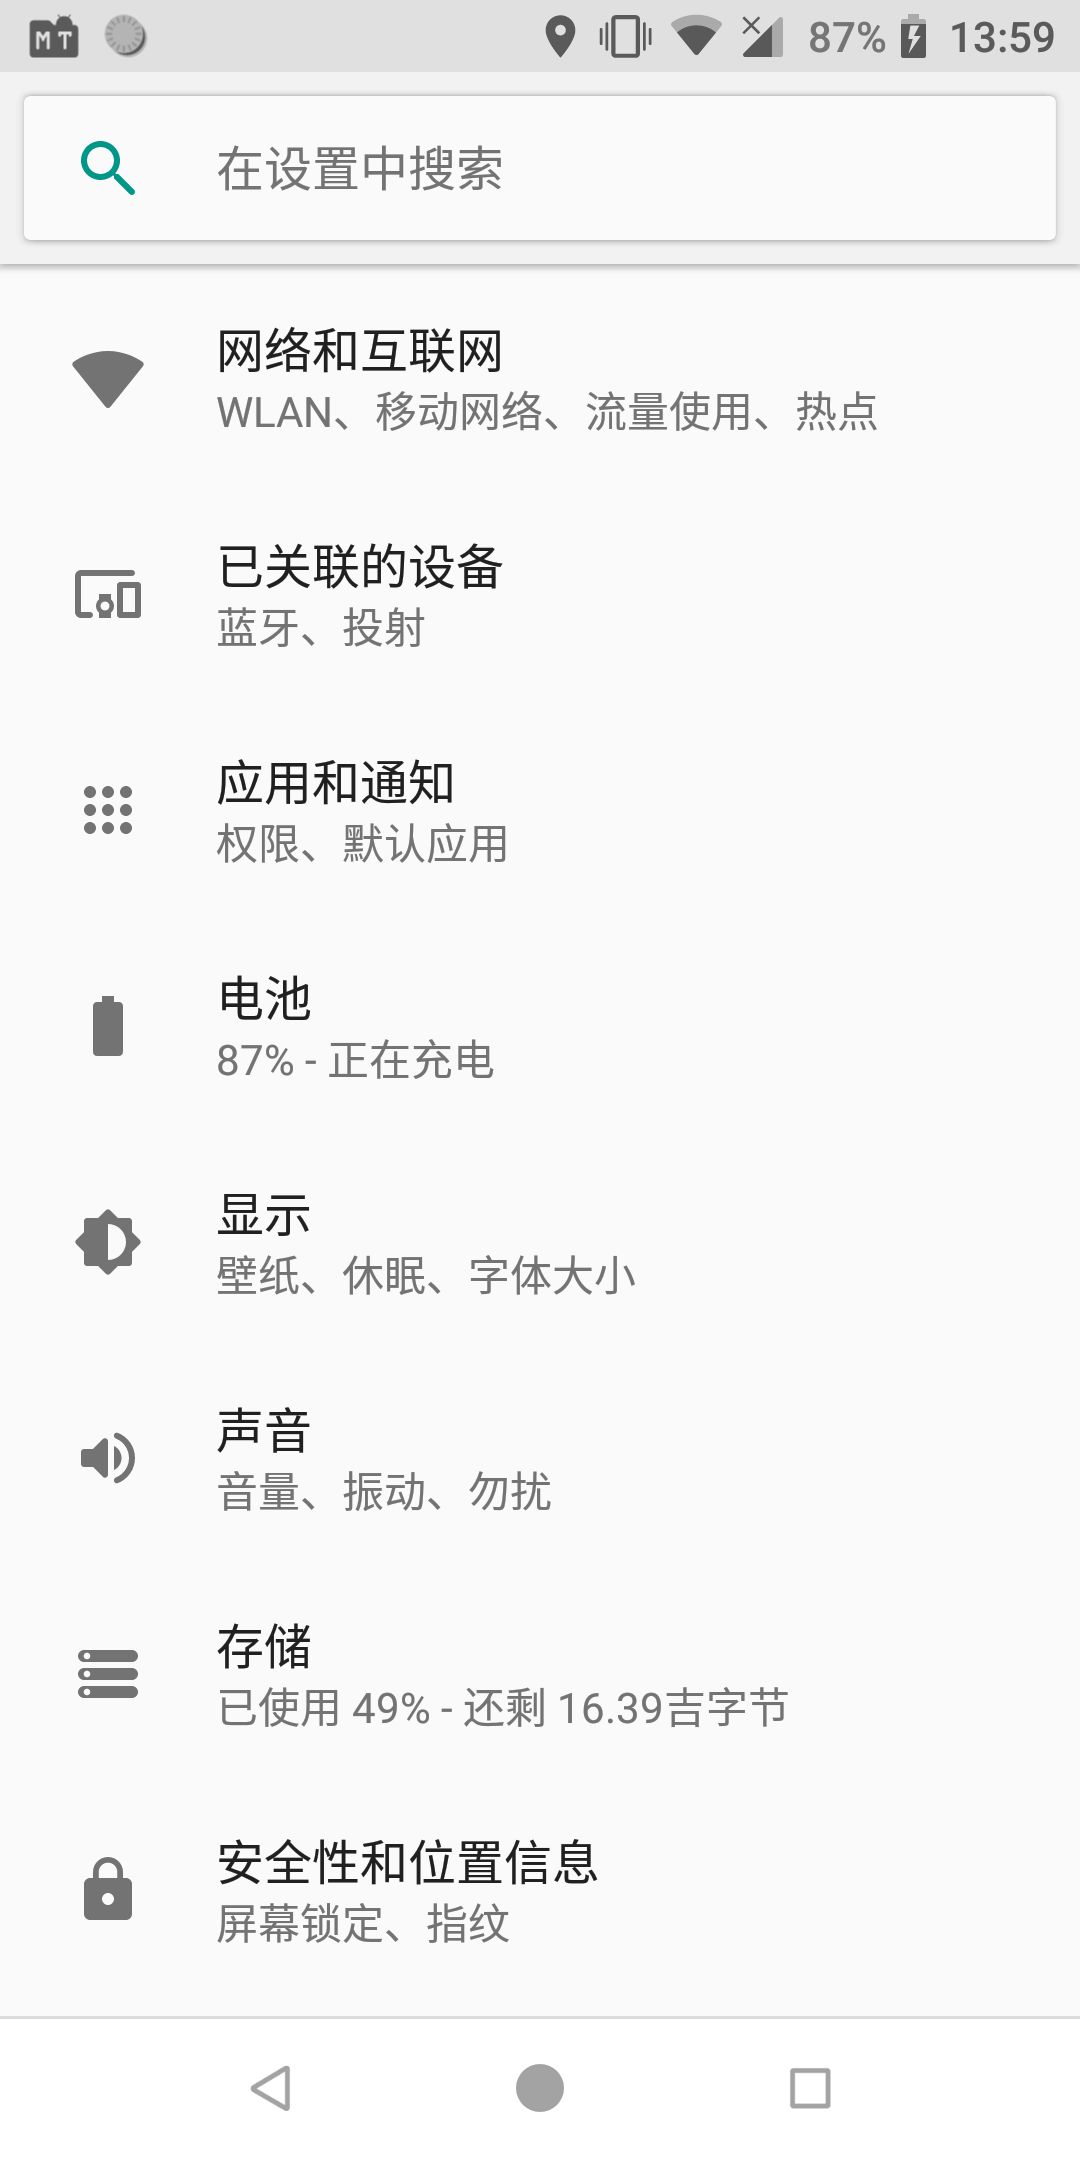 MT 87% 13:59
在设置中搜索
网络和互联网
WLAN、移动网络、流量使用、热点
已关联的设备
蓝牙、投射
应用和通知
权限、默认应用
电池
87% - 正在充电
显示
壁纸、休眠、字体大小
声音
音量、振动、勿扰
存储
已使用 49% - 还剩 16.39吉字节
安全性和位置信息
屏幕锁定、指纹